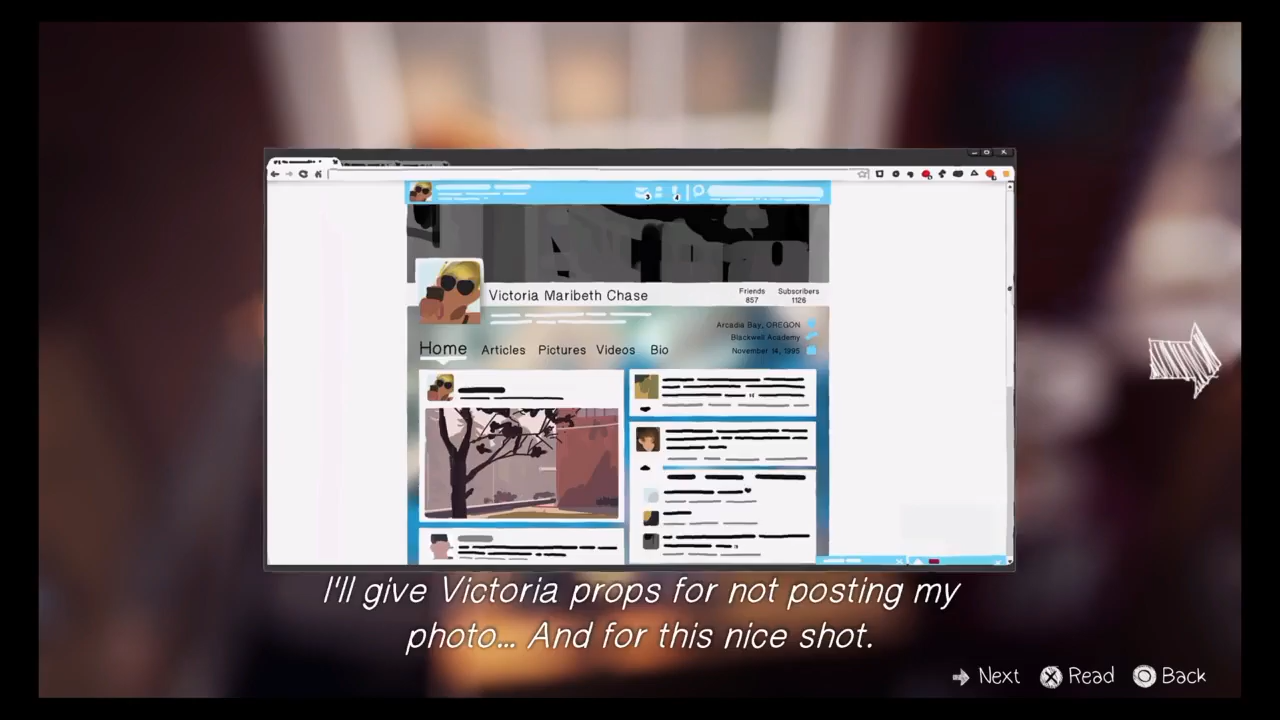 Victoria Maribeth Chase
Friends
857
Subscribers
1126
Arcadia Bay, OREGON
Blackwell Academy
November 14, 1995
Home Articles Pictures Videos Bio
I'll give Victoria props for not posting my
photo... And for this nice shot.
Next Read Back